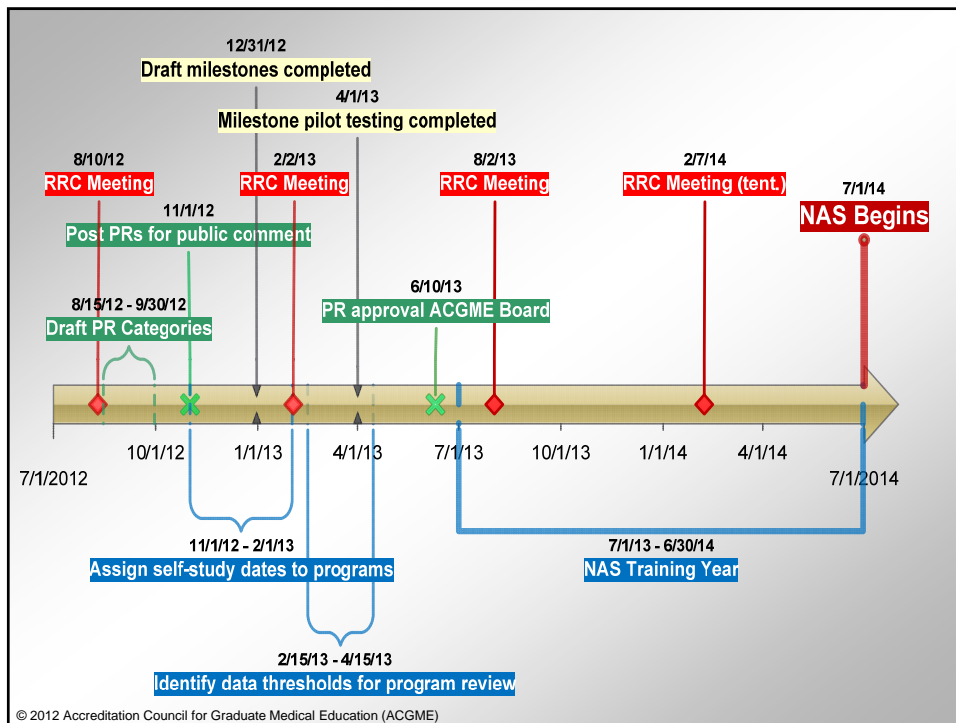 12/31/12
Draft milestones completed
4/1/13
Milestone pilot testing completed
8/10/12
RRC Meeting
2/2/13
RRC Meeting
8/2/13
RRC Meeting
2/7/14
RRC Meeting (tent.)
7/1/14
NAS Begins
11/1/12
Post PRs for public comment
8/15/12 - 9/30/12
Draft PR Categories
6/10/13
PR approval ACGME Board
10/1/12
1/1/13
4/1/13
7/1/13
10/1/13
1/1/14
4/1/14
7/1/2012
7/1/2014
11/1/12 - 2/1/13
Assign self-study dates to programs
7/1/13 - 6/30/14
NAS Training Year
2/15/13 - 4/15/13
Identify data thresholds for program review
© 2012 Accreditation Council for Graduate Medical Education (ACGME)